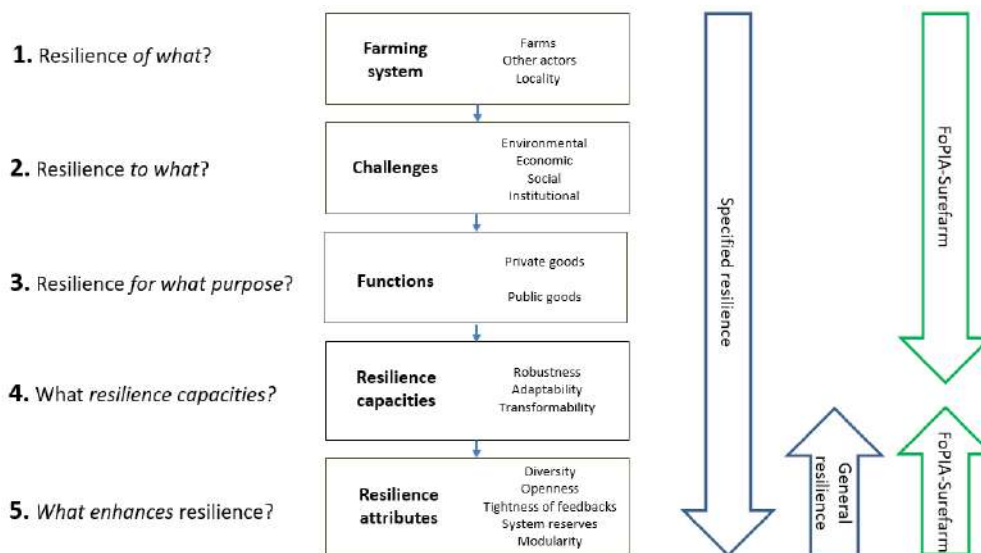 1. Resilience of what?
Farming
system
Farms
Other actors
Locality
2. Resilience to what?
Challenges
Environmental
Economic
Social
Institutional
3. Resilience for what purpose?
Functions
Private goods
Public goods
4. What resilience capacities?
Resilience
capacities
Robustness
Adaptability
Transformability
5. What enhances resilience?
Resilience
attributes
Diversity
Openness
Tightness of feedbacks
System reserves
Modularity
Specified resilience
General
resilience
FoPIA-Surefarm
FoPIA-Surefarm